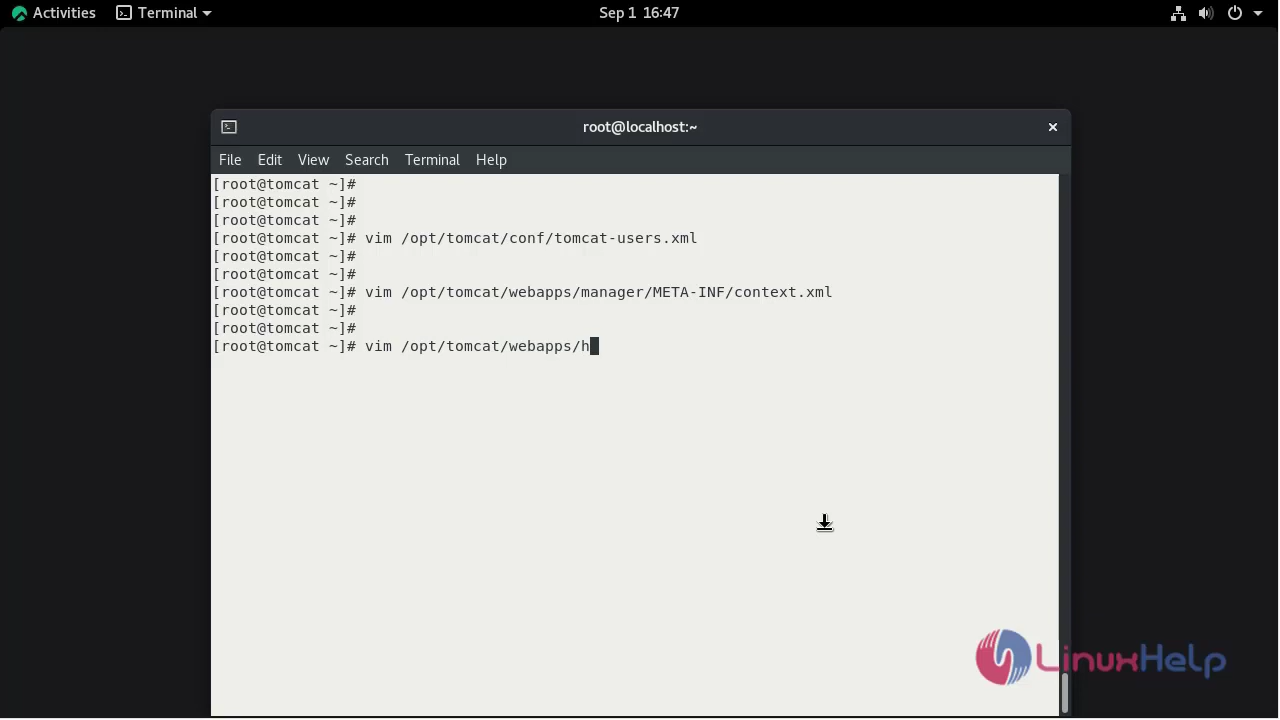 Activities Terminal Sep 1 16:47
root@localhost:~
File Edit View Search Terminal Help
[root@tomcat ~]#
[root@tomcat ~]#
[root@tomcat ~]#
[root@tomcat ~]# vim /opt/tomcat/conf/tomcat-users.xml
[root@tomcat ~]#
[root@tomcat ~]#
[root@tomcat ~]# vim /opt/tomcat/webapps/manager/META-INF/context.xml
[root@tomcat ~]#
[root@tomcat ~]#
[root@tomcat ~]# vim /opt/tomcat/webapps/h
LinuxHelp